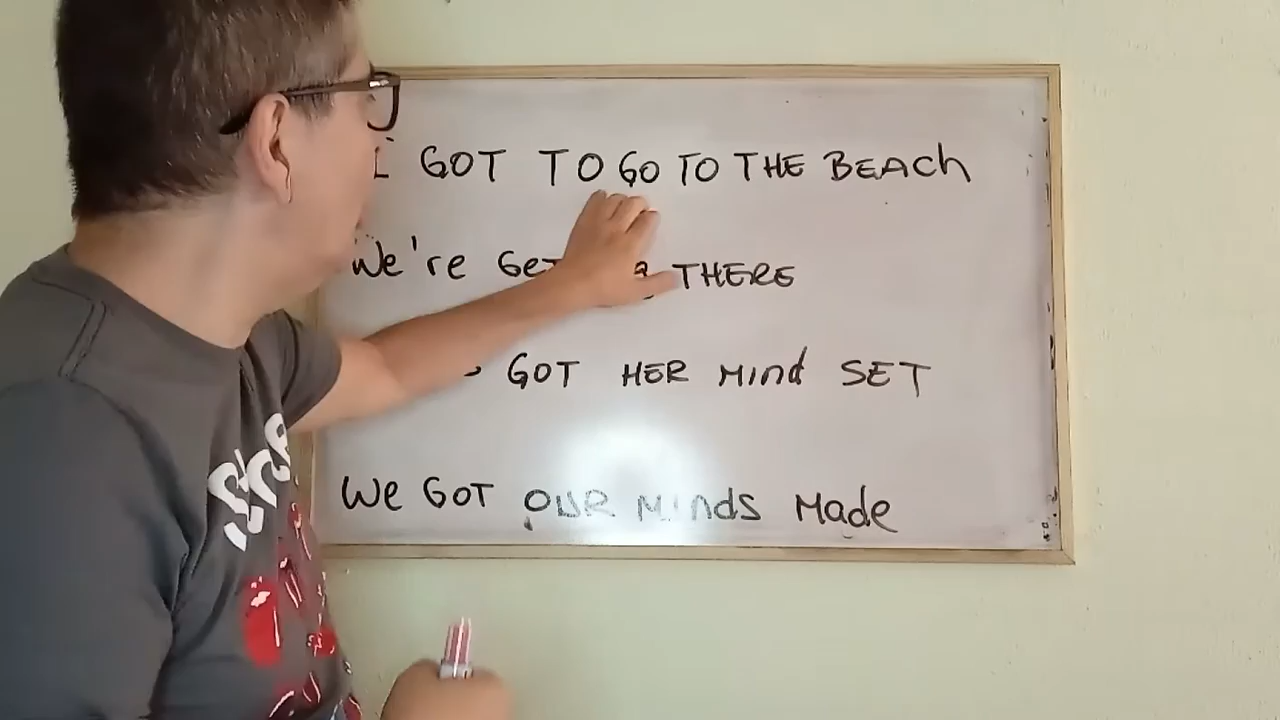 I GOT TO GO TO THE BEACH
We're THERE
GOT HER MINd SET
We GOT OUR MINds Made